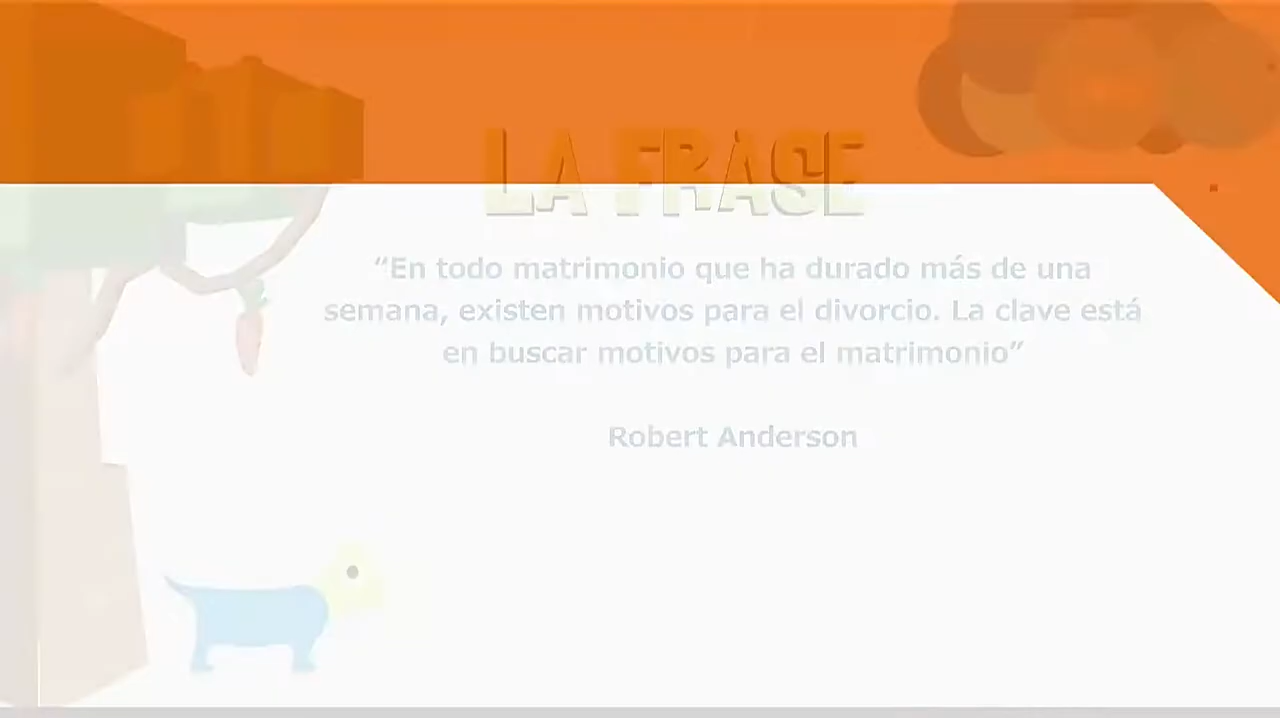 LA FRASE
“En todo matrimonio que ha durado más de una
semana, existen motivos para el divorcio. La clave está
en buscar motivos para el matrimonio”
Robert Anderson